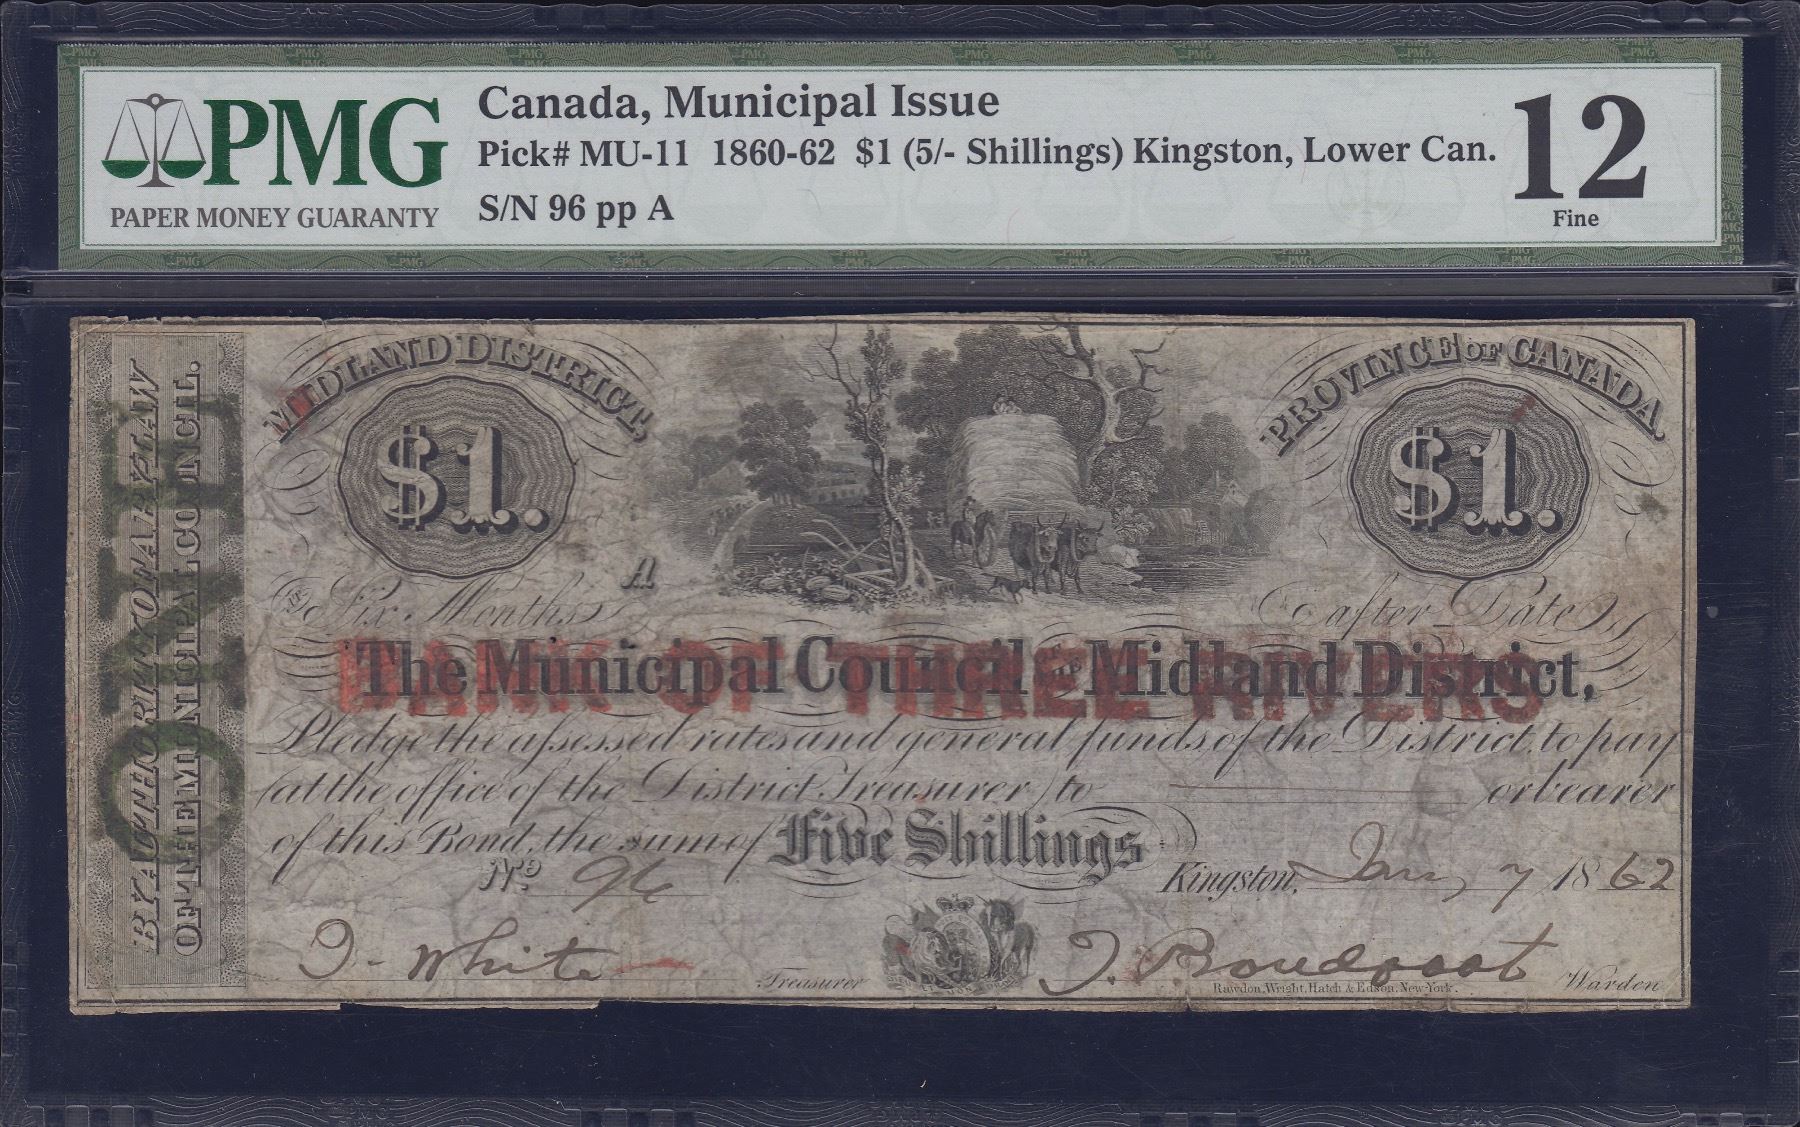 PMG
PAPER MONEY GUARANTY
Canada, Municipal Issue
Pick# MU-11 1860-62 $1 (5/- Shillings) Kingston, Lower Can.
S/N 96 pp A
12
Fine
BY AUTHORITY OF A BY LAW
OF THE MUNICIPAL COUNCIL.
ONE
MIDLAND DISTRICT,
PROVINCE OF CANADA,
$1.
$1.
A
Six Months after Date
The Municipal Council of the Midland District,
BANK OF THREE RIVERS
Pledge the assessed rates and general funds of the District, to pay
(at the office of the District Treasurer) to or bearer
of this Bond, the sum of Five Shillings
No 96
Kingston, Jany 7 1862
J. White Treasurer
Warden
Rawdon, Wright, Hatch & Edson, New-York.